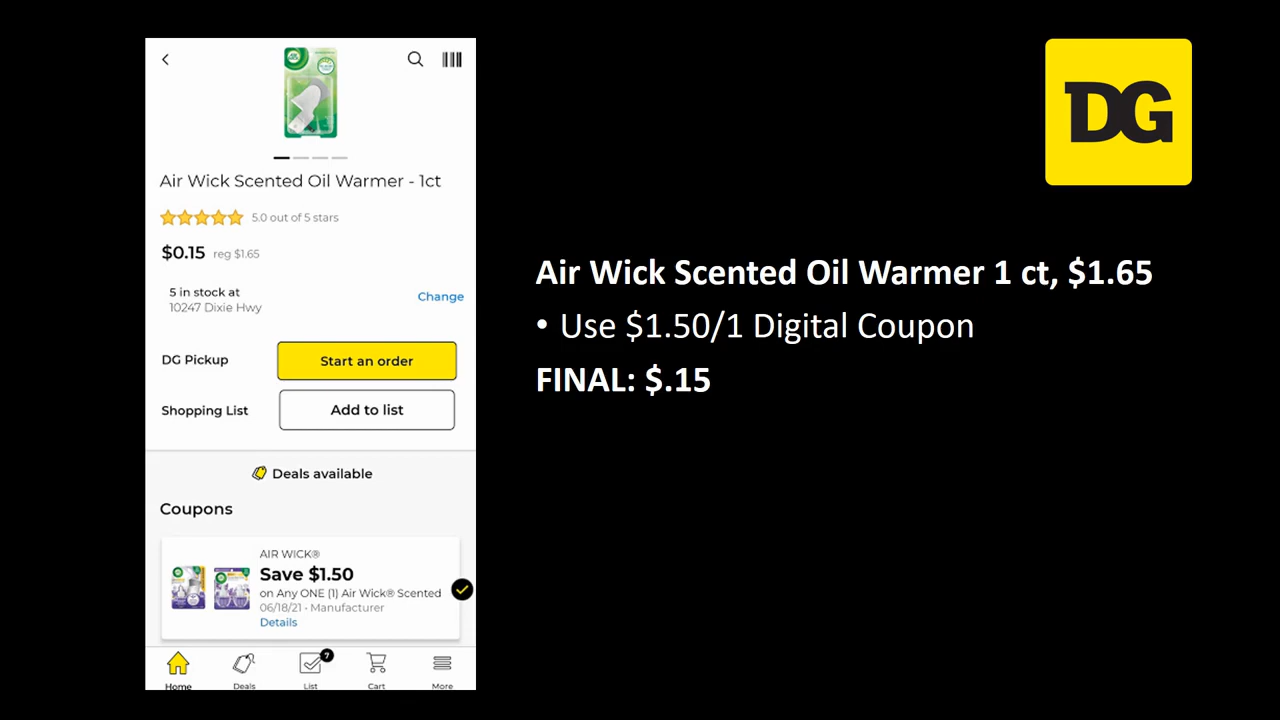 Air Wick Scented Oil Warmer - 1ct
5.0 out of 5 stars
$0.15 reg $1.65
5 in stock at
10247 Dixie Hwy
Change
DG Pickup
Start an order
Shopping List
Add to list
Deals available
Coupons
AIR WICK®
Save $1.50
on Any ONE (1) Air Wick® Scented
06/18/21 • Manufacturer
Details
7
Home
Deals
List
Cart
More
DG
Air Wick Scented Oil Warmer 1 ct, $1.65
• Use $1.50/1 Digital Coupon
FINAL: $.15